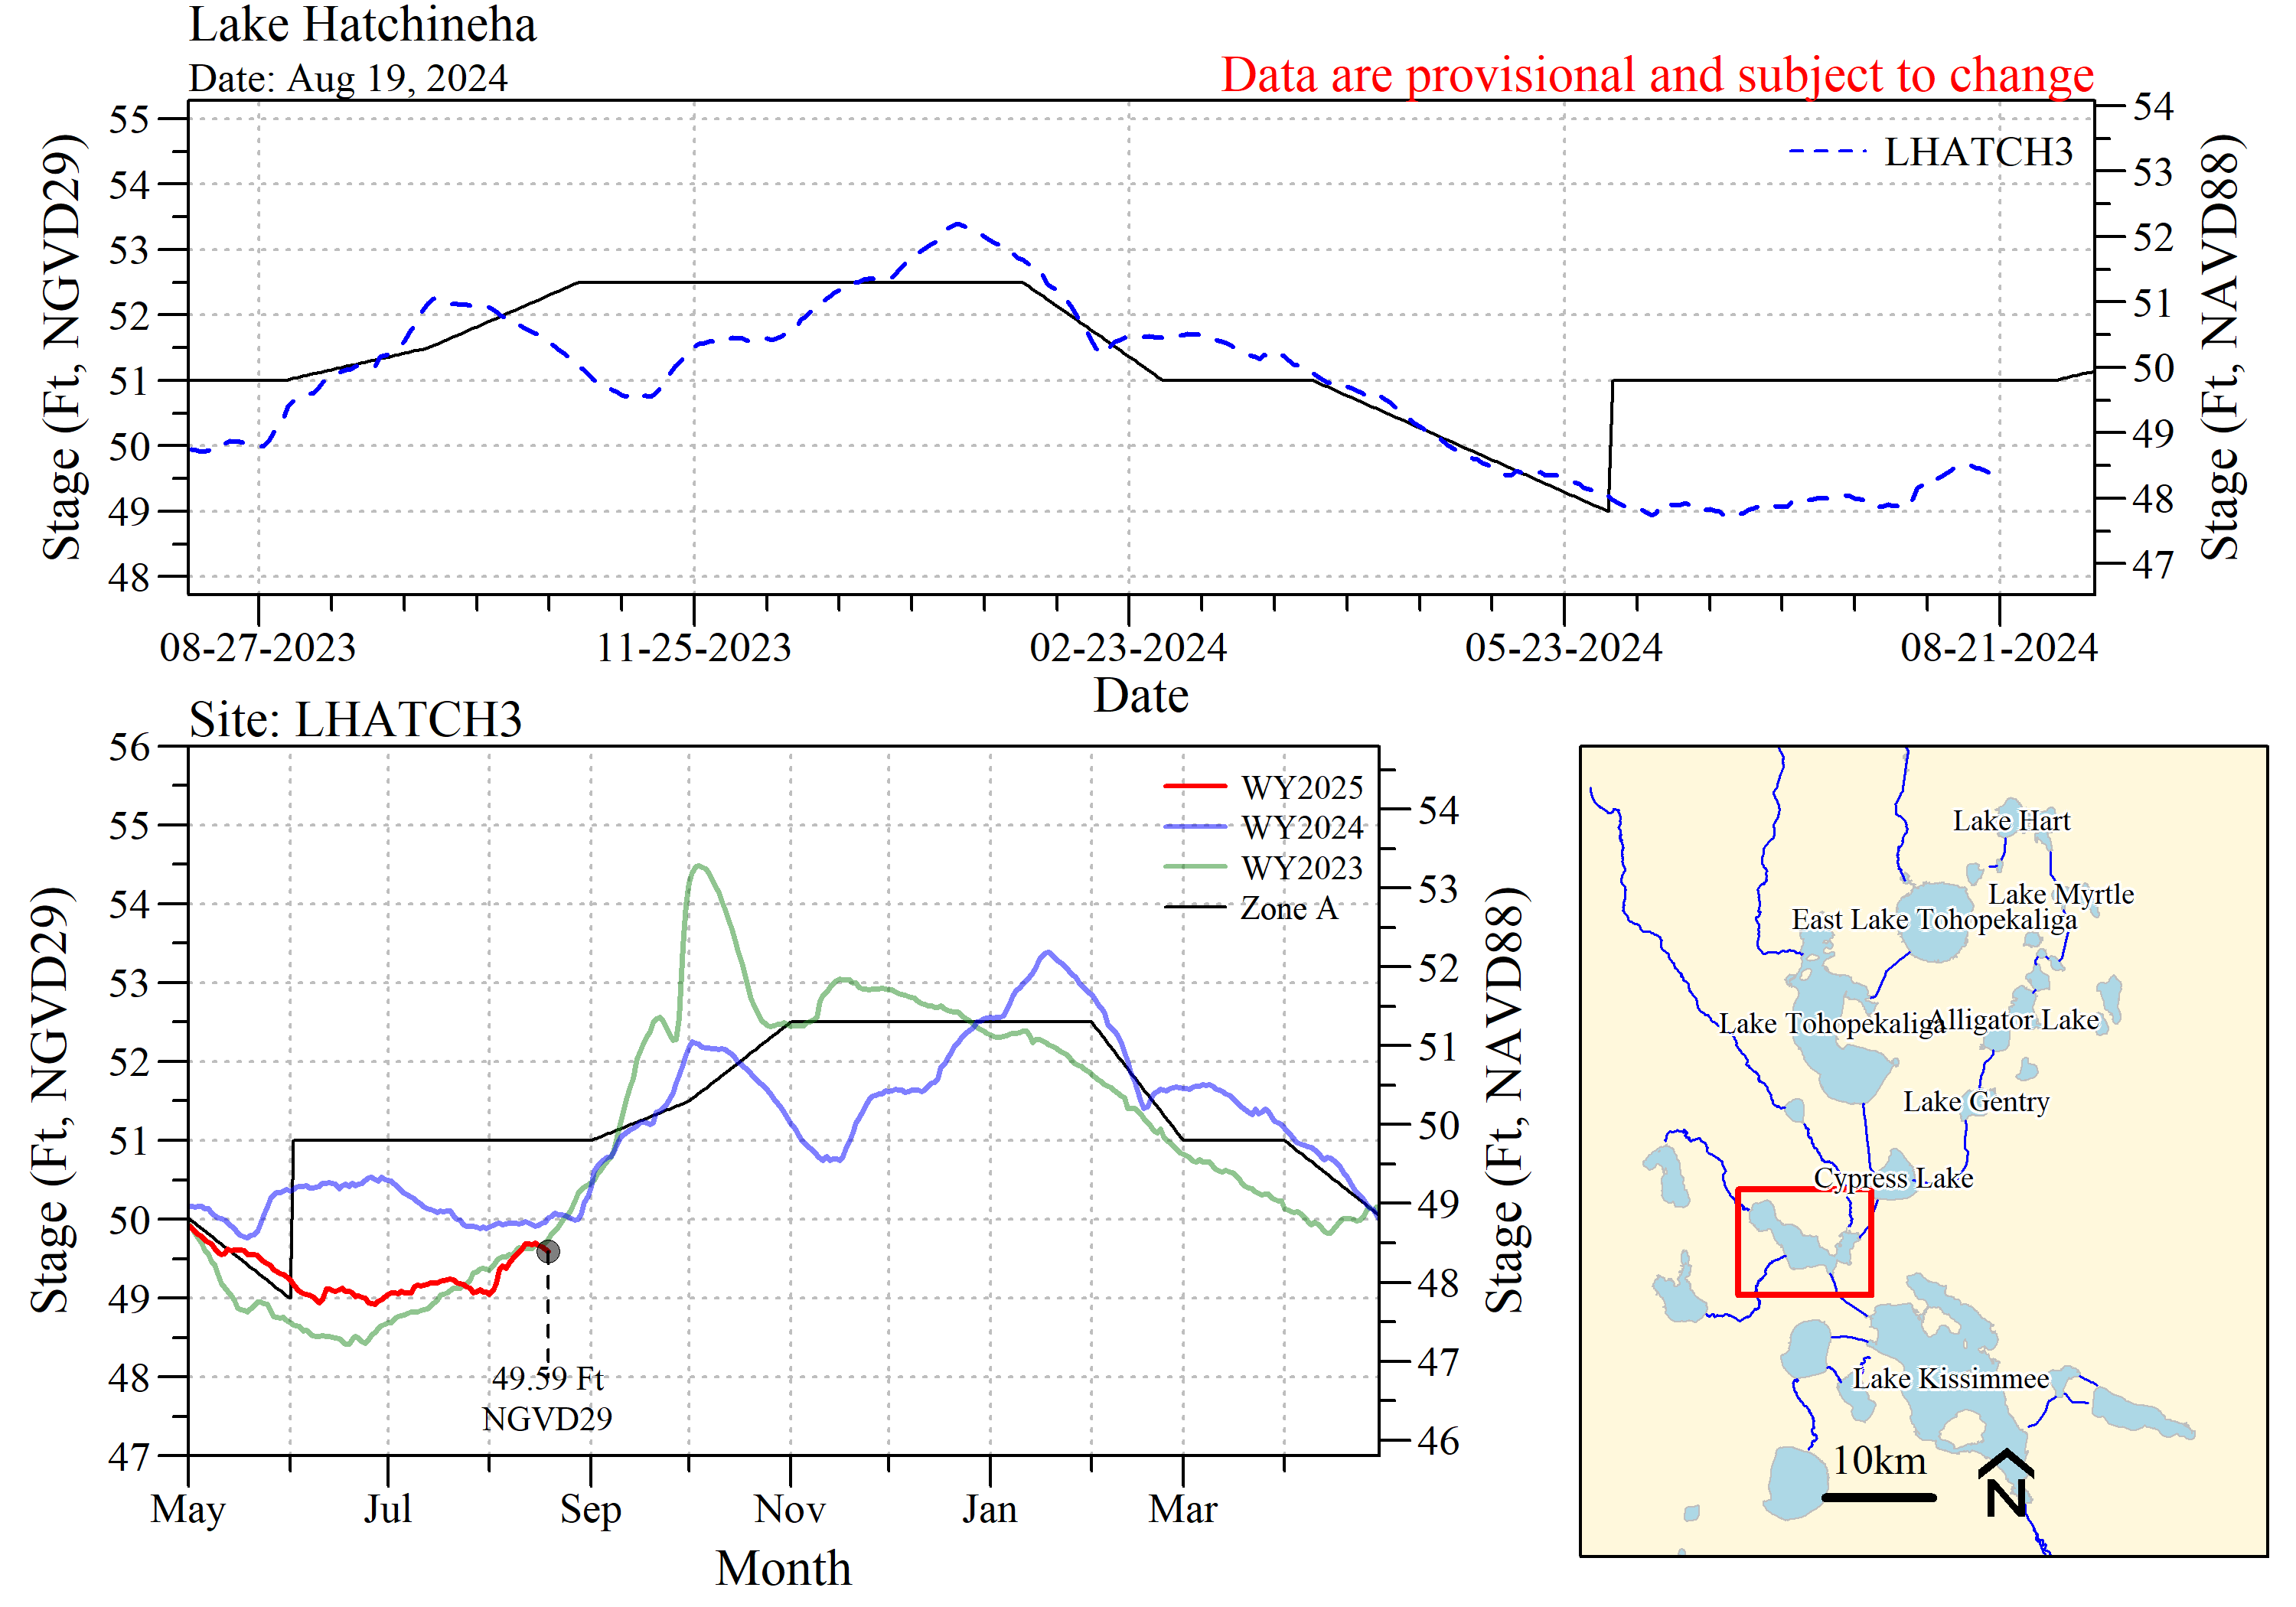 Lake Hatchineha
Date: Aug 19, 2024
Data are provisional and subject to change
Stage (Ft, NGVD29)
55
54
53
52
51
50
49
48
LHATCH3
54
53
52
51
50
49
48
47
Stage (Ft, NAVD88)
08-27-2023 11-25-2023 02-23-2024 05-23-2024 08-21-2024
Date
Site: LHATCH3
Stage (Ft, NGVD29)
56
55
54
53
52
51
50
49
48
47
WY2025
WY2024
WY2023
Zone A
49.59 Ft
NGVD29
54
53
52
51
50
49
48
47
46
Stage (Ft, NAVD88)
May Jul Sep Nov Jan Mar
Month
Lake Hart
Lake Myrtle
East Lake Tohopekaliga
Lake Tohopekaliga
Alligator Lake
Lake Gentry
Cypress Lake
Lake Kissimmee
10km
N